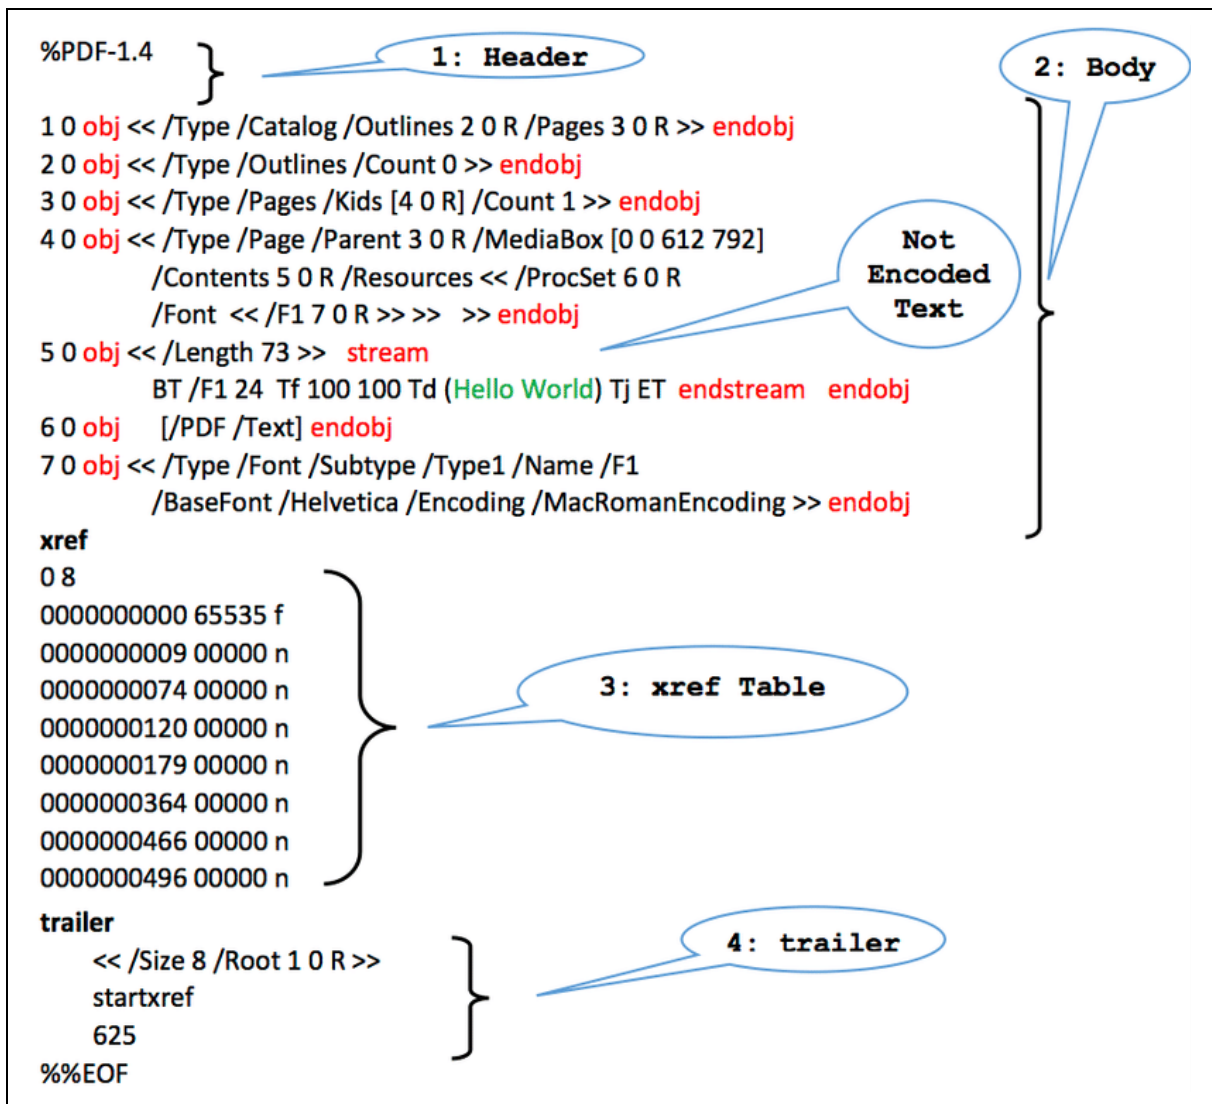 %PDF-1.4
1: Header
2: Body
1 0 obj << /Type /Catalog /Outlines 2 0 R /Pages 3 0 R >> endobj
2 0 obj << /Type /Outlines /Count 0 >> endobj
3 0 obj << /Type /Pages /Kids [4 0 R] /Count 1 >> endobj
4 0 obj << /Type /Page /Parent 3 0 R /MediaBox [0 0 612 792]
/Contents 5 0 R /Resources << /ProcSet 6 0 R
/Font << /F1 7 0 R >> >> >> endobj
Not
Encoded
Text
5 0 obj << /Length 73 >> stream
BT /F1 24 Tf 100 100 Td (Hello World) Tj ET endstream endobj
6 0 obj [/PDF /Text] endobj
7 0 obj << /Type /Font /Subtype /Type1 /Name /F1
/BaseFont /Helvetica /Encoding /MacRomanEncoding >> endobj
xref
0 8
0000000000 65535 f
0000000009 00000 n
0000000074 00000 n
0000000120 00000 n
0000000179 00000 n
0000000364 00000 n
0000000466 00000 n
0000000496 00000 n
3: xref Table
trailer
<< /Size 8 /Root 1 0 R >>
startxref
625
%%EOF
4: trailer